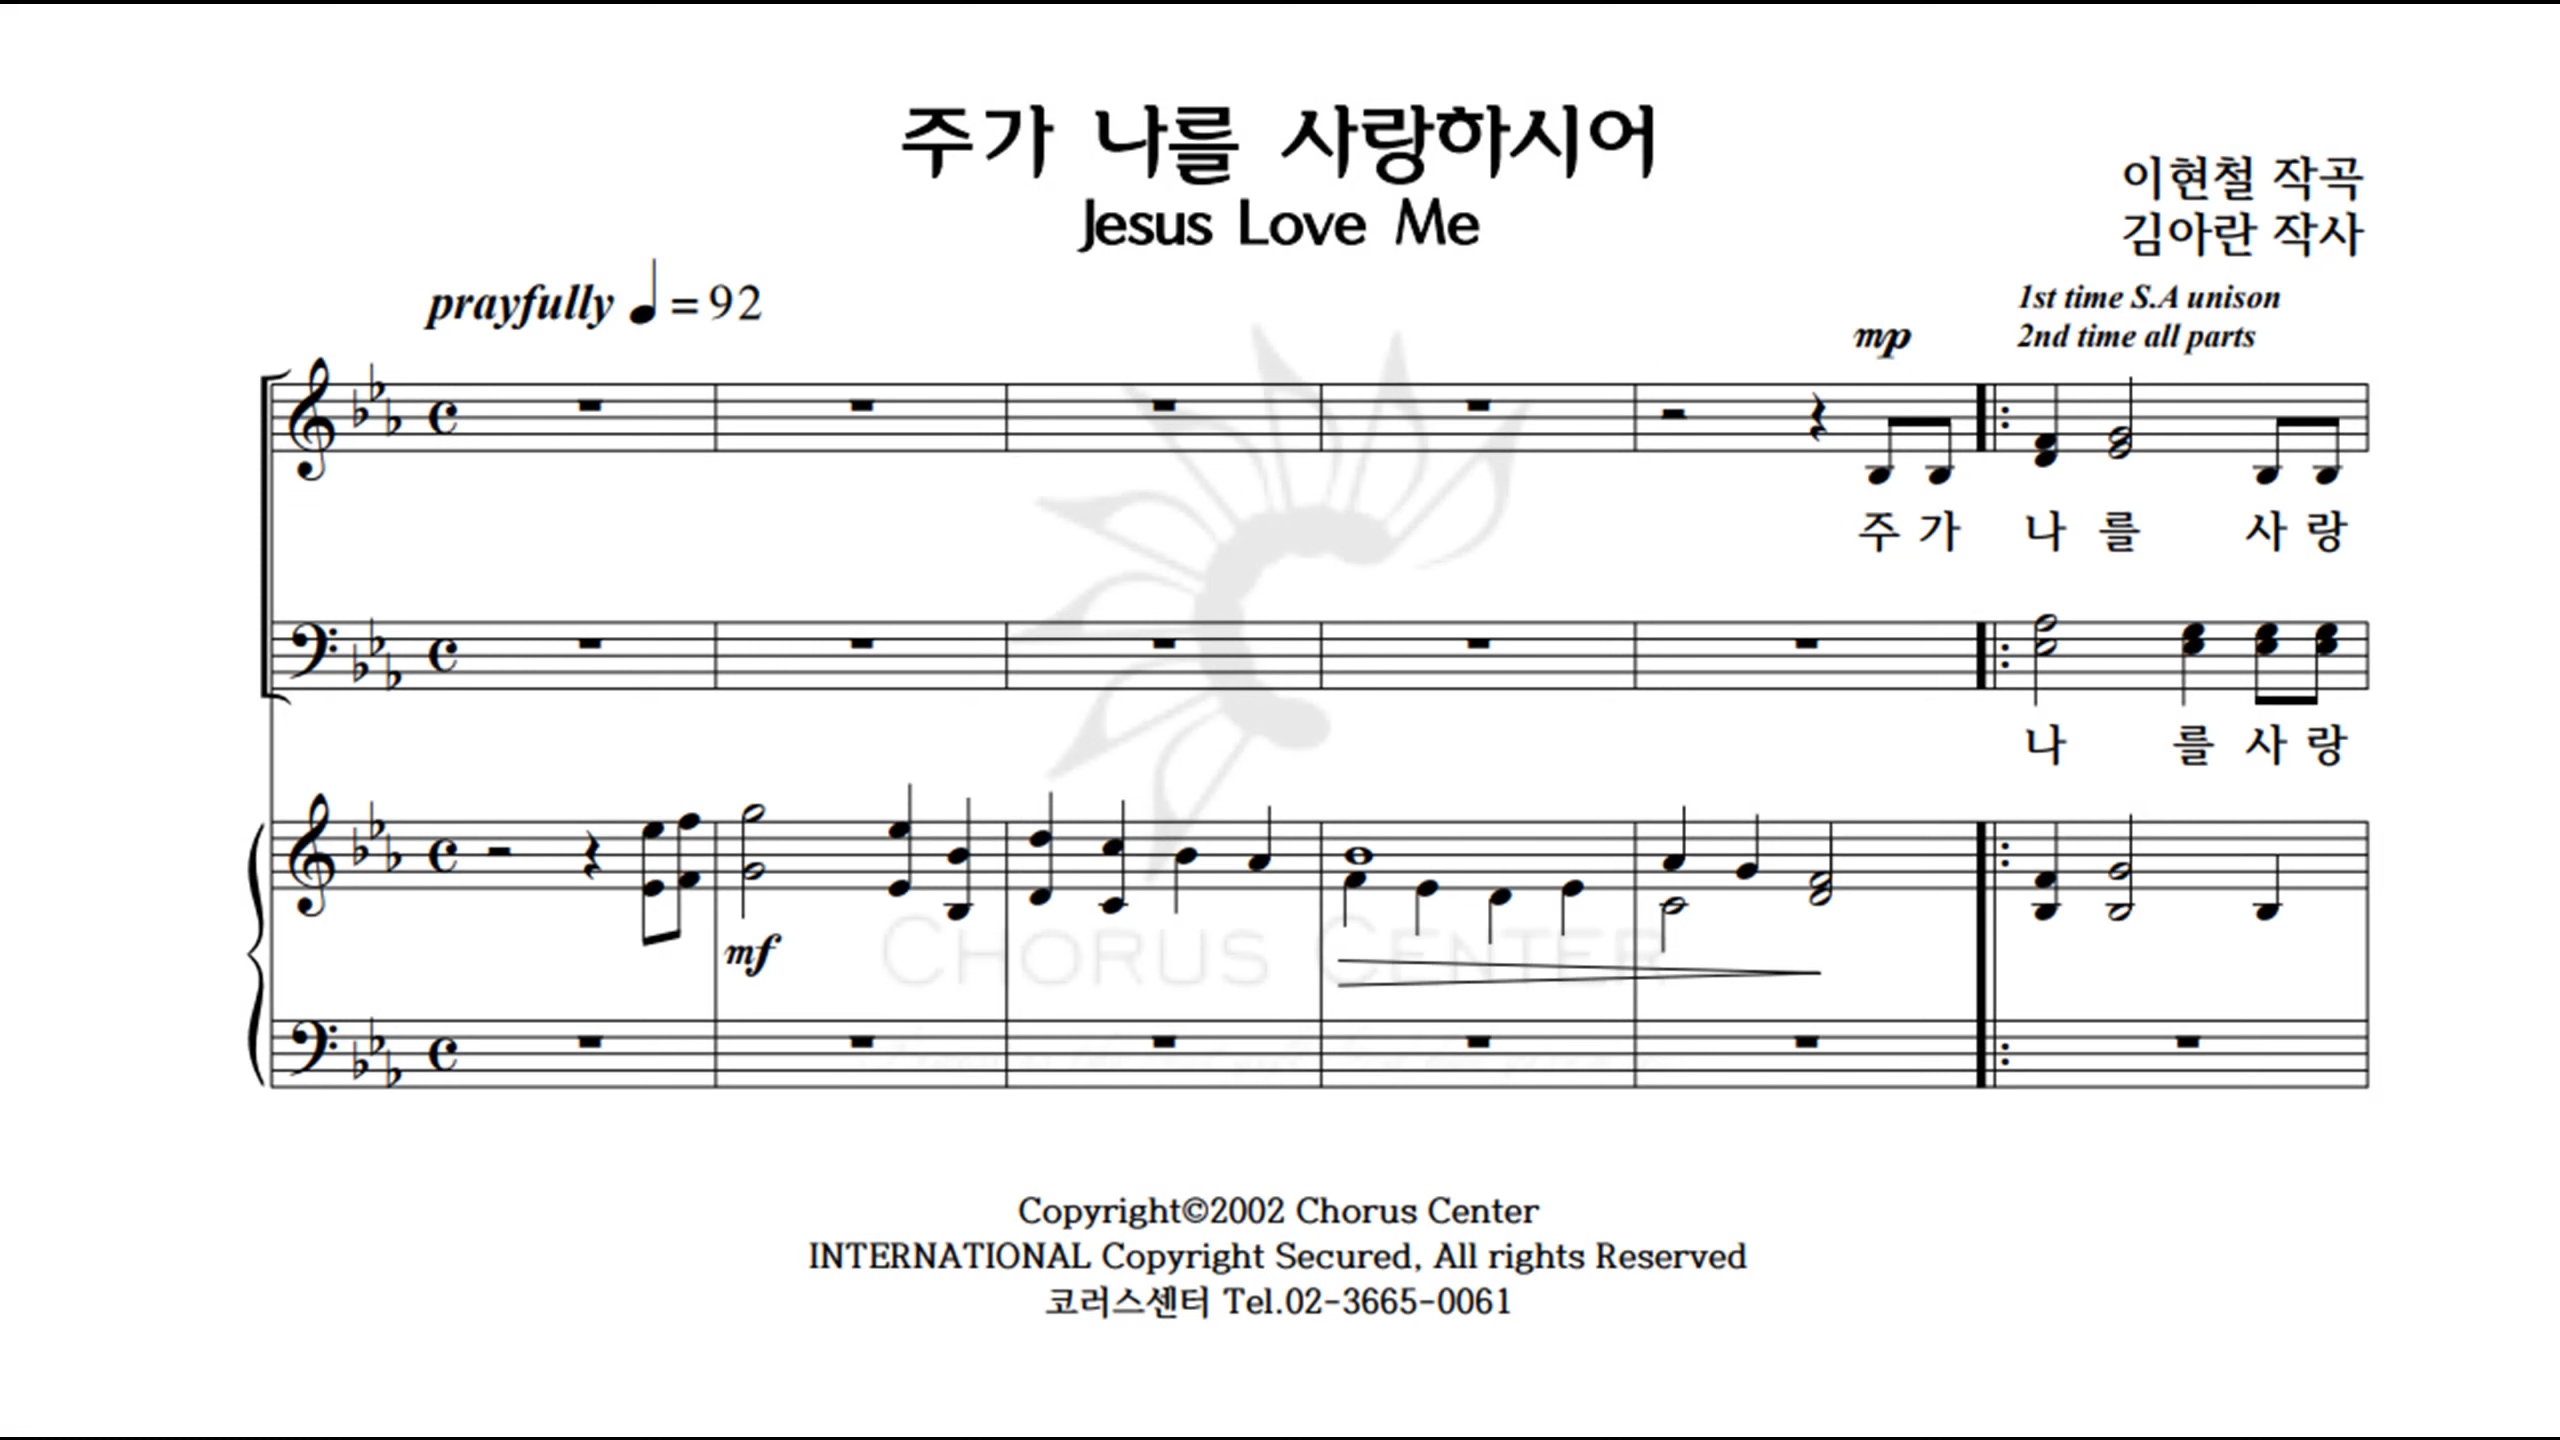 주가 나를 사랑하시어
Jesus Love Me
이현철 작곡
김아란 작사
prayfully ♩ = 92
1st time S.A unison
2nd time all parts
mp
주 가 나 를 사 랑
나 를 사 랑
mf
CHORUS CENTER
Copyright©2002 Chorus Center
INTERNATIONAL Copyright Secured, All rights Reserved
코러스센터 Tel.02-3665-0061